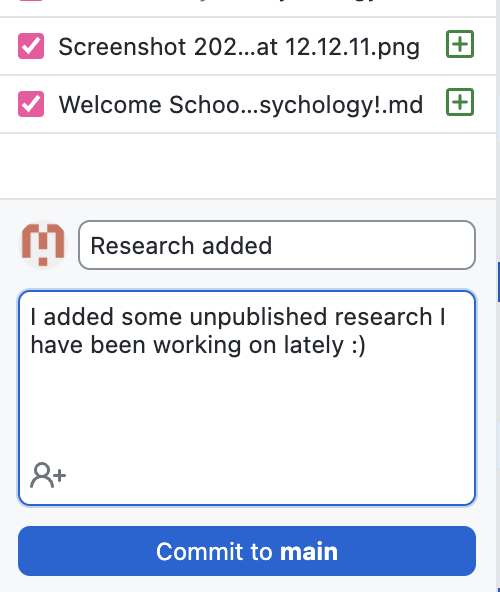 Screenshot 202...at 12.12.11.png
Welcome Schoo...sychology!.md
Research added
I added some unpublished research I
have been working on lately :)
Commit to main